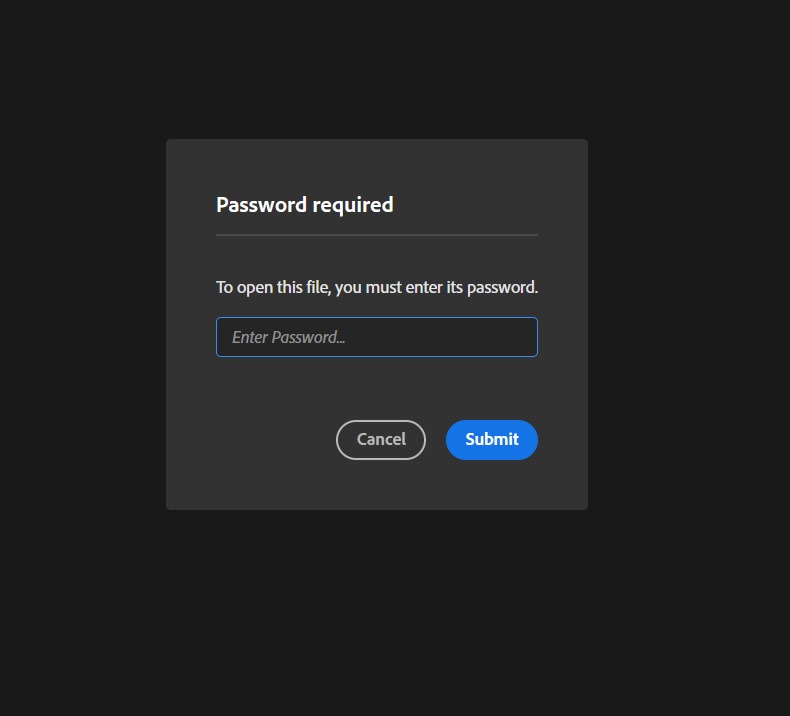 Password required
To open this file, you must enter its password.
Enter Password...
Cancel
Submit